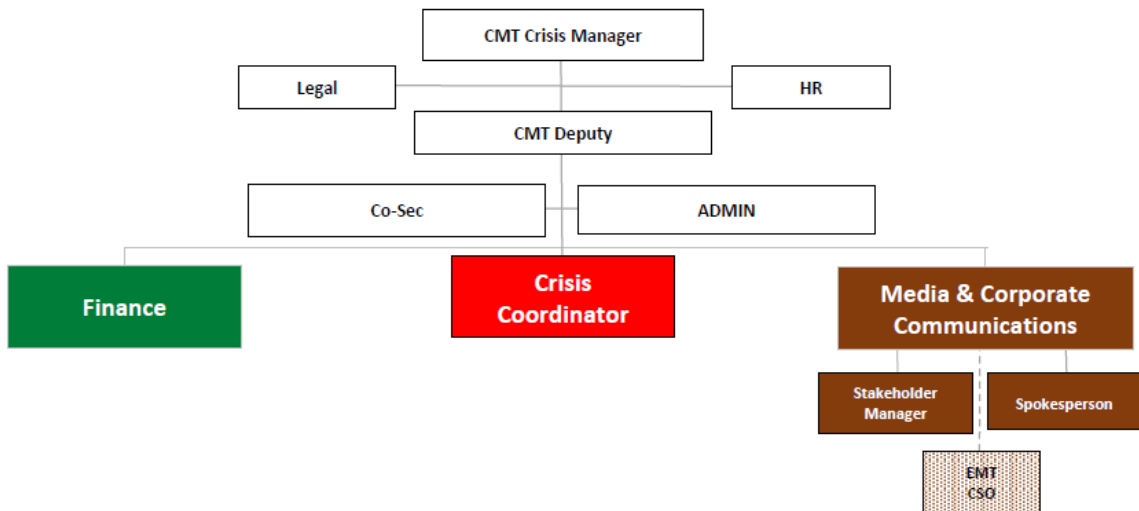 CMT Crisis Manager
Legal
HR
CMT Deputy
Co-Sec
ADMIN
Finance
Crisis
Coordinator
Media & Corporate
Communications
Stakeholder
Manager
Spokesperson
EMT
CSO